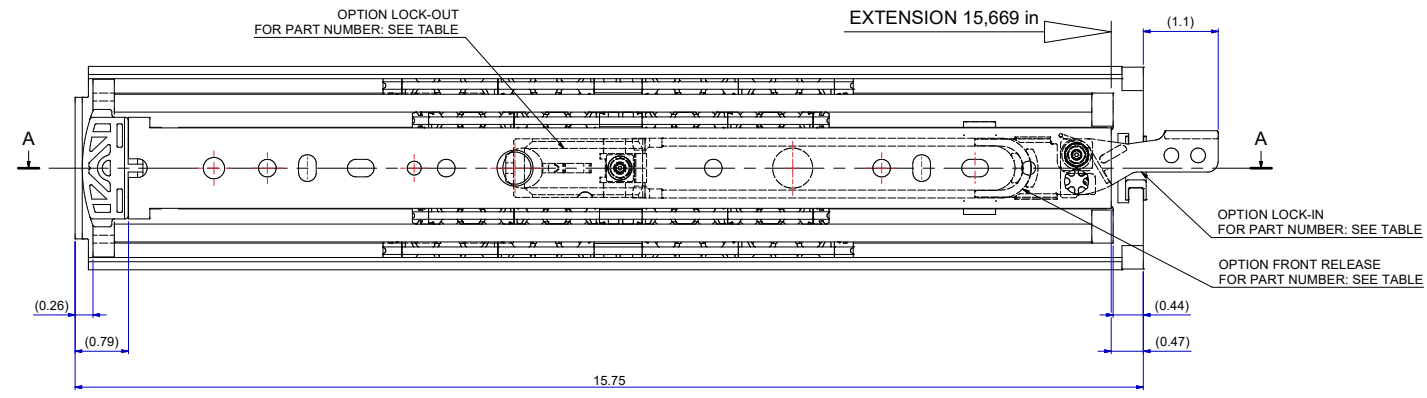 OPTION LOCK-OUT
FOR PART NUMBER: SEE TABLE
EXTENSION 15,669 in
(1.1)
A
A
OPTION LOCK-IN
FOR PART NUMBER: SEE TABLE
OPTION FRONT RELEASE
FOR PART NUMBER: SEE TABLE
(0.26)
(0.44)
(0.79)
(0.47)
15.75